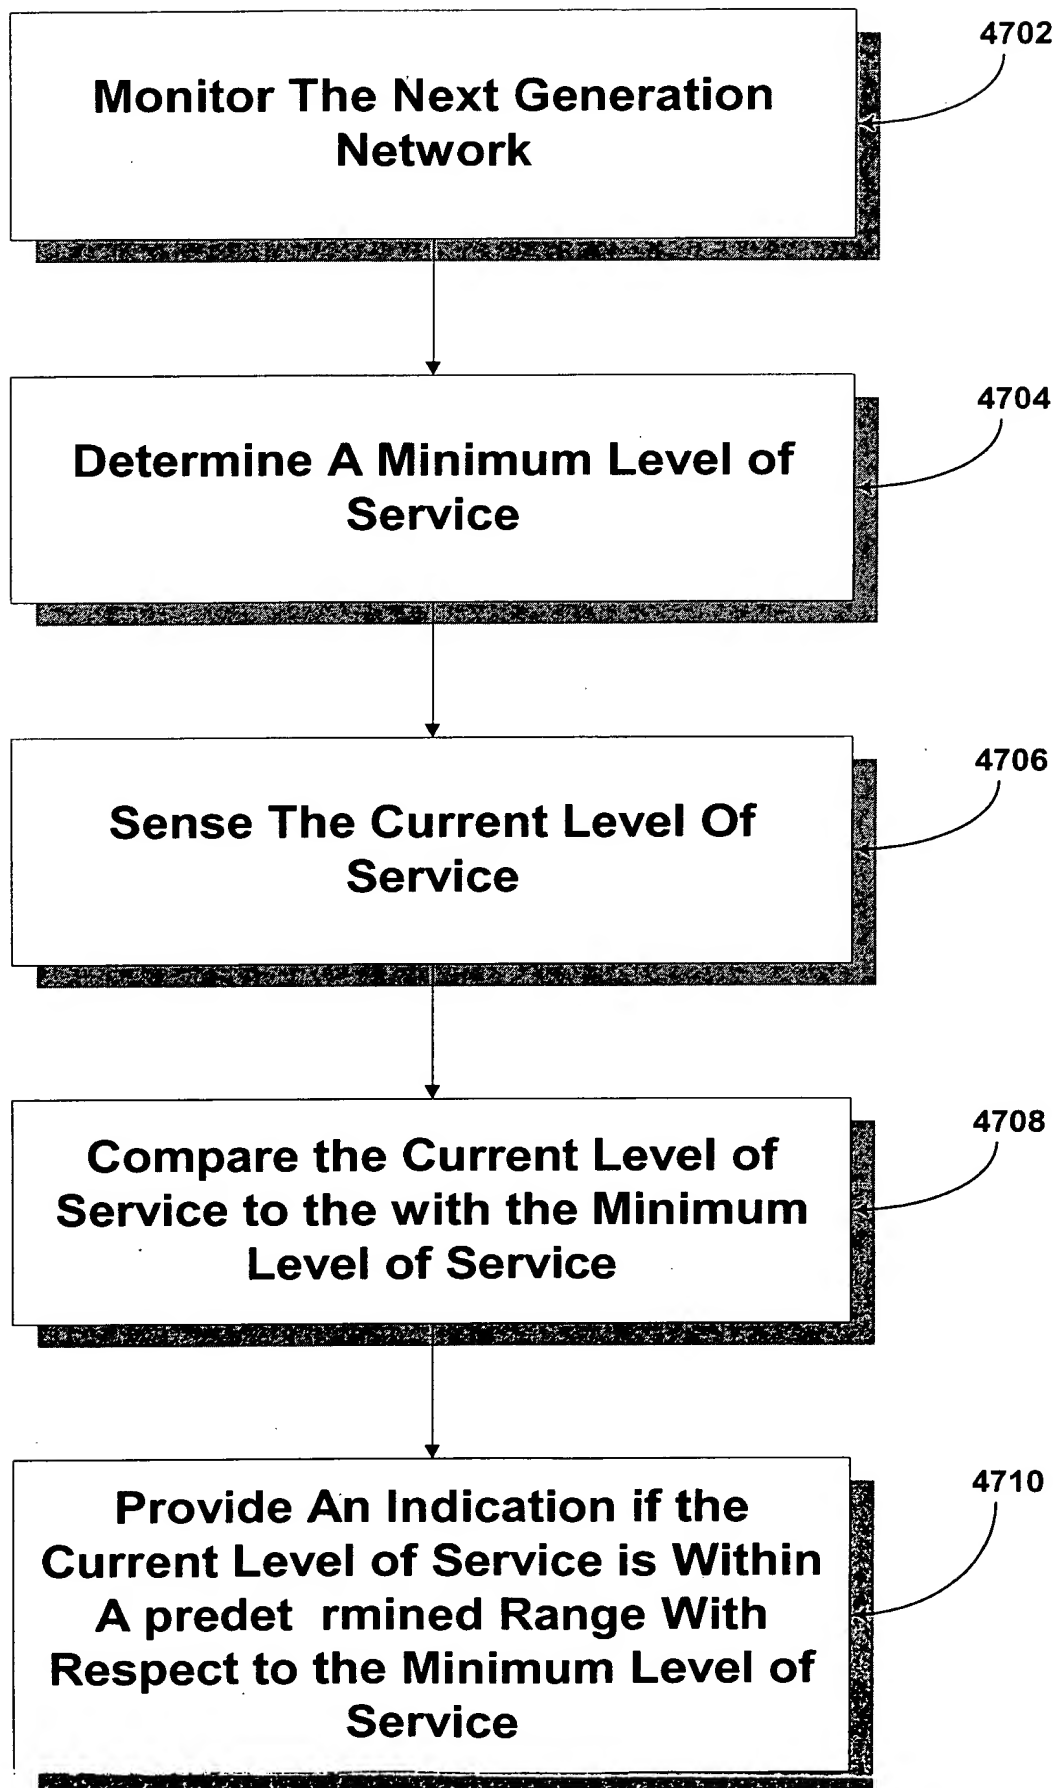 4702
Monitor The Next Generation
Network
4704
Determine A Minimum Level of
Service
4706
Sense The Current Level Of
Service
4708
Compare the Current Level of
Service to the with the Minimum
Level of Service
4710
Provide An Indication if the
Current Level of Service is Within
A predet rmined Range With
Respect to the Minimum Level of
Service